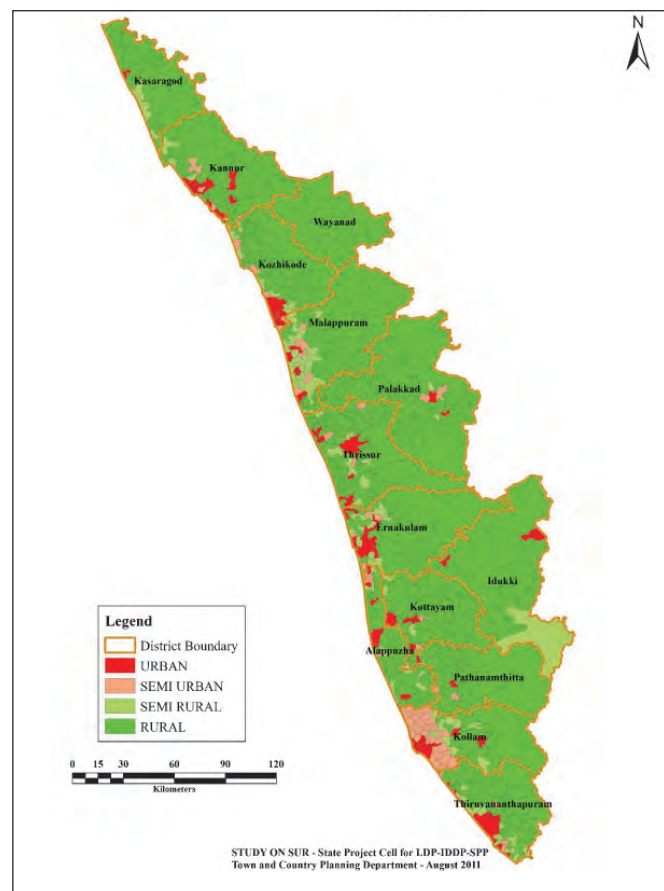 N
Kasaragod
Kannur
Wayanad
Kozhikode
Malappuram
Palakkad
Thrissur
Ernakulam
Idukki
Kottayam
Alappuzha
Pathanamthitta
Kollam
Thiruvananthapuram
Legend
District Boundary
URBAN
SEMI URBAN
SEMI RURAL
RURAL
0 15 30 60 90 120
Kilometers
STUDY ON SUR - State Project Cell for LDP-IDDP-SPP
Town and Country Planning Department - August 2011